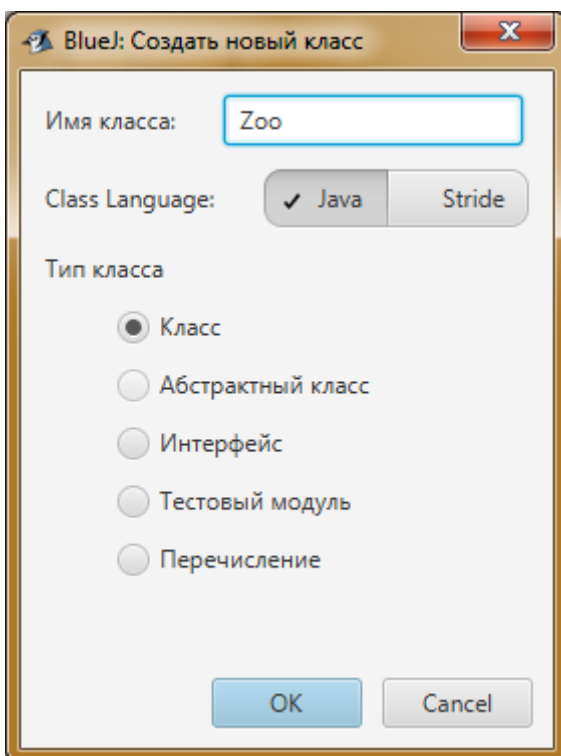 BlueJ: Создать новый класс
Имя класса: Zoo
Class Language: ✓ Java Stride
Тип класса
Класс
Абстрактный класс
Интерфейс
Тестовый модуль
Перечисление
OK Cancel